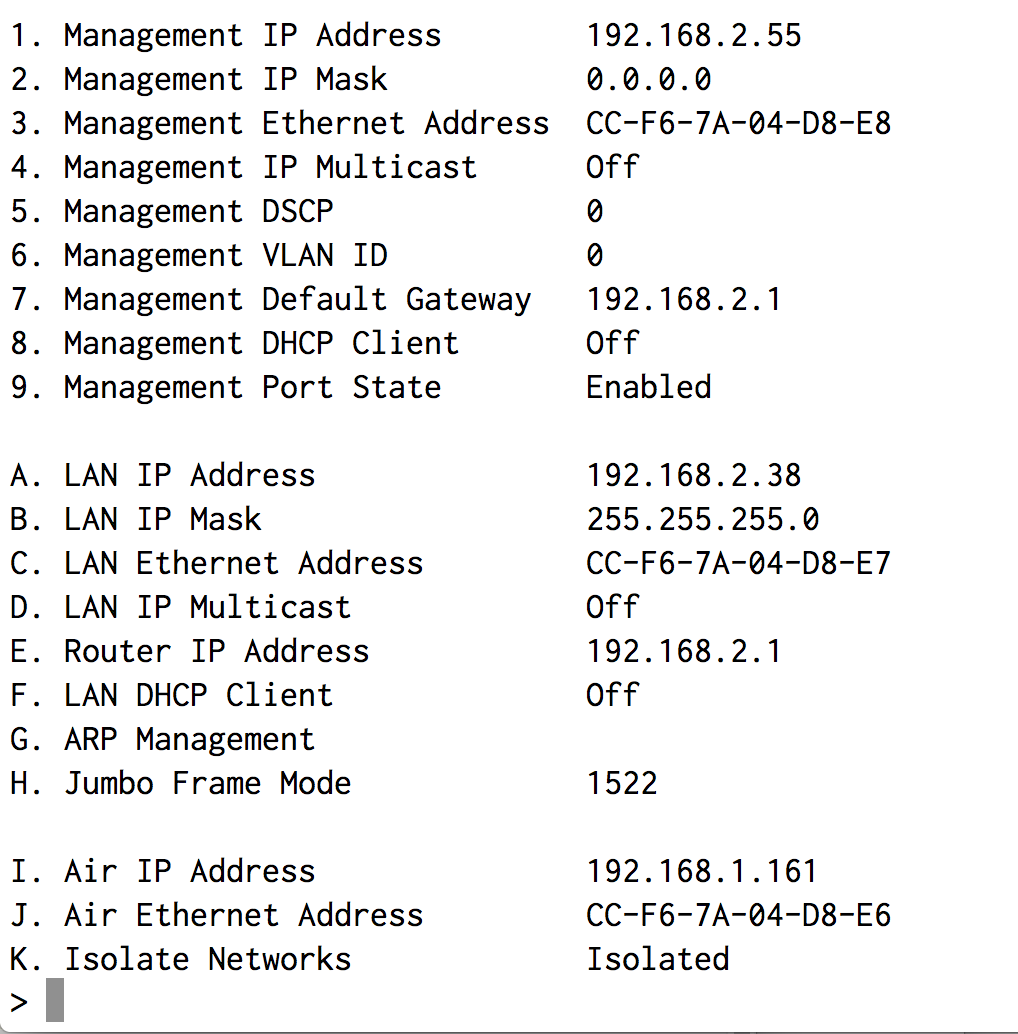 1. Management IP Address 192.168.2.55
2. Management IP Mask 0.0.0.0
3. Management Ethernet Address CC-F6-7A-04-D8-E8
4. Management IP Multicast Off
5. Management DSCP 0
6. Management VLAN ID 0
7. Management Default Gateway 192.168.2.1
8. Management DHCP Client Off
9. Management Port State Enabled
A. LAN IP Address 192.168.2.38
B. LAN IP Mask 255.255.255.0
C. LAN Ethernet Address CC-F6-7A-04-D8-E7
D. LAN IP Multicast Off
E. Router IP Address 192.168.2.1
F. LAN DHCP Client Off
G. ARP Management
H. Jumbo Frame Mode 1522
I. Air IP Address 192.168.1.161
J. Air Ethernet Address CC-F6-7A-04-D8-E6
K. Isolate Networks Isolated
>